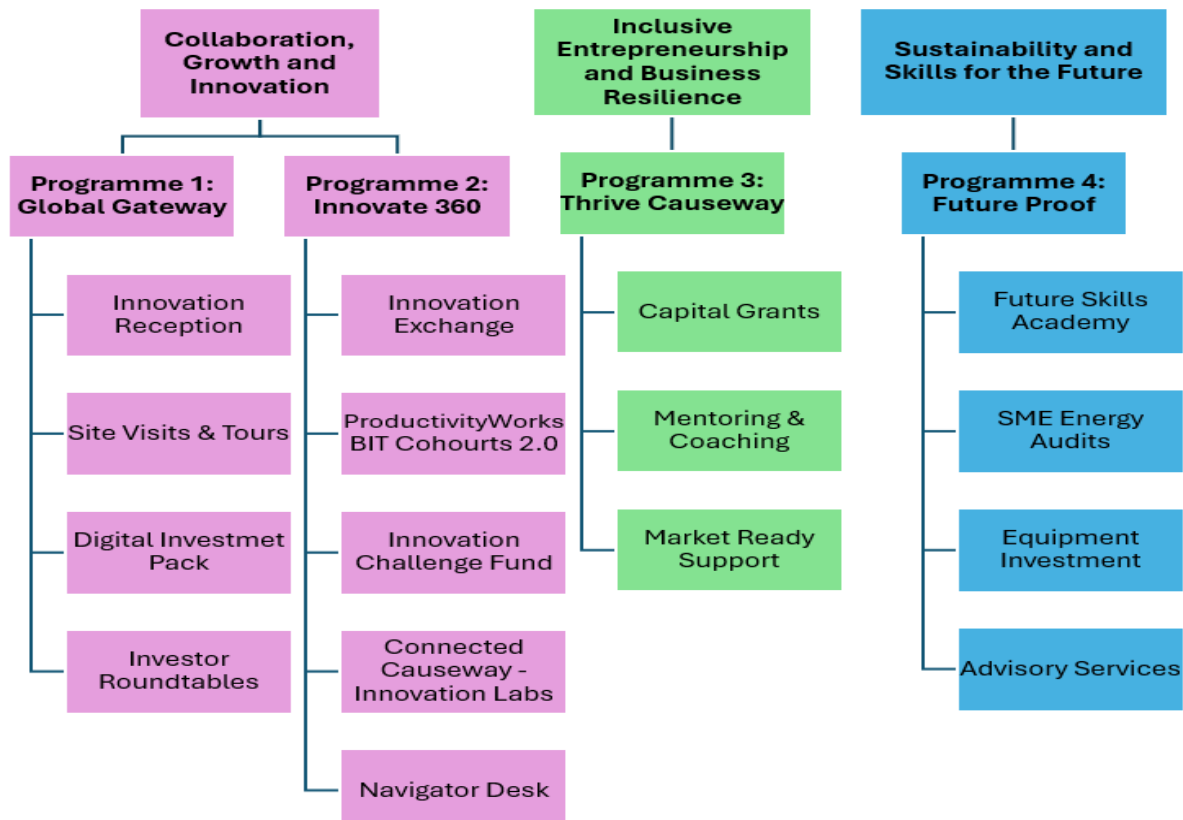 Collaboration,
Growth and
Innovation
Inclusive
Entrepreneurship
and Business
Resilience
Sustainability and
Skills for the Future
Programme 1:
Global Gateway
Programme 2:
Innovate 360
Programme 3:
Thrive Causeway
Programme 4:
Future Proof
Innovation
Reception
Site Visits & Tours
Digital Investmet
Pack
Investor
Roundtables
Innovation
Exchange
ProductivityWorks
BIT Cohourts 2.0
Innovation
Challenge Fund
Connected
Causeway -
Innovation Labs
Navigator Desk
Capital Grants
Mentoring &
Coaching
Market Ready
Support
Future Skills
Academy
SME Energy
Audits
Equipment
Investment
Advisory Services